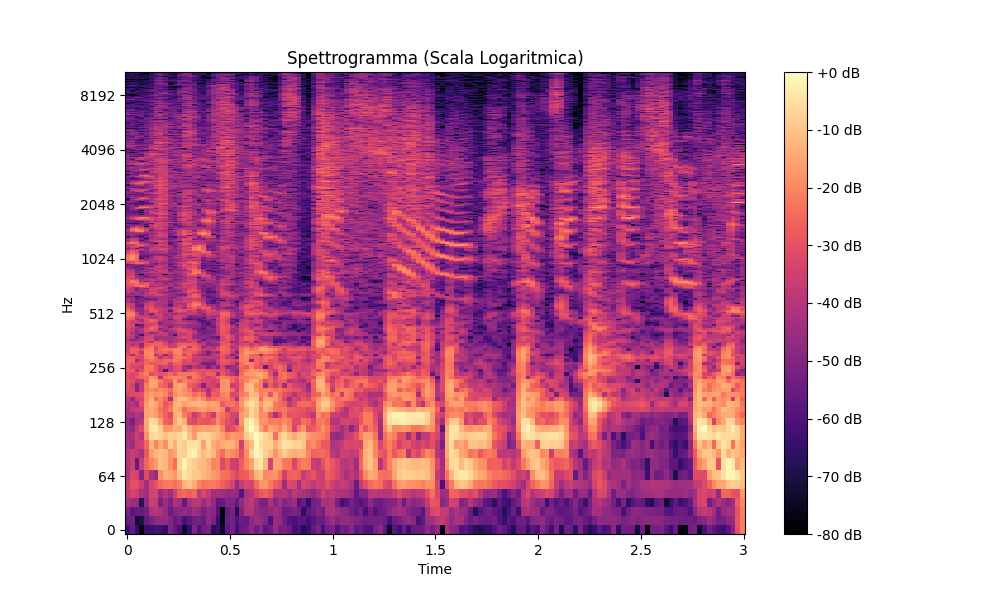 Spettrogramma (Scala Logaritmica)
Hz
8192
4096
2048
1024
512
256
128
64
0
0
0.5
1
1.5
2
2.5
3
Time
+0 dB
-10 dB
-20 dB
-30 dB
-40 dB
-50 dB
-60 dB
-70 dB
-80 dB